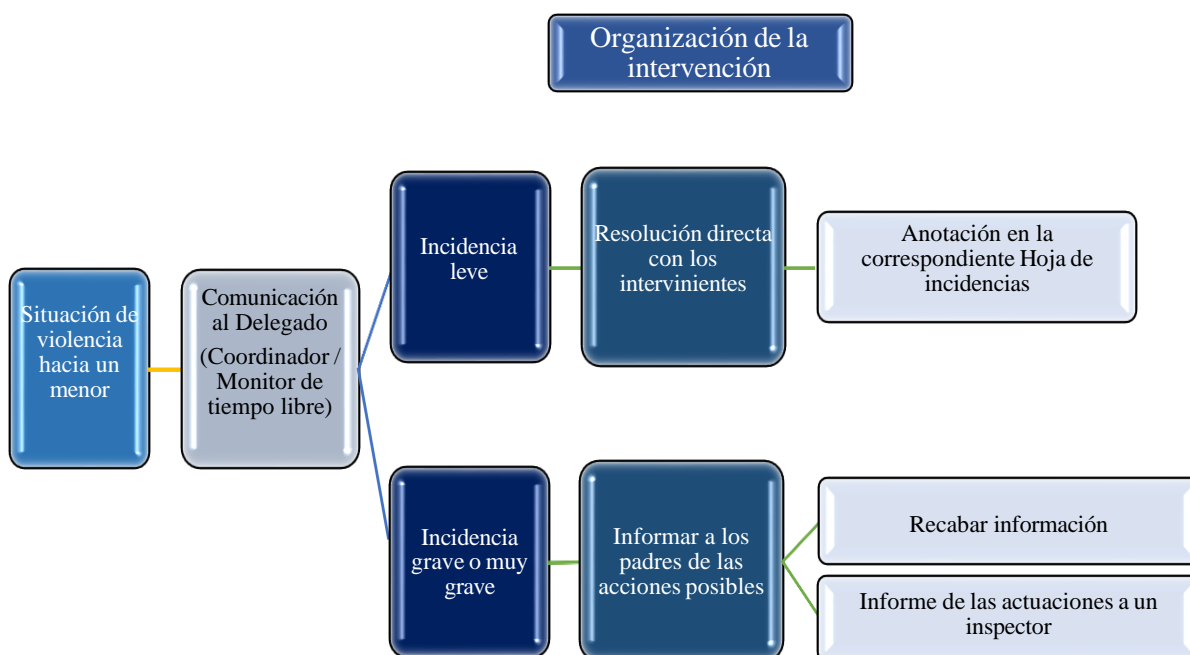 Organización de la
intervención
Situación de
violencia
hacia un
menor
Comunicación
al Delegado
(Coordinador /
Monitor de
tiempo libre)
Incidencia
leve
Resolución directa
con los
intervinientes
Anotación en la
correspondiente Hoja de
incidencias
Incidencia
grave o muy
grave
Informar a los
padres de las
acciones posibles
Recabar información
Informe de las actuaciones a un
inspector